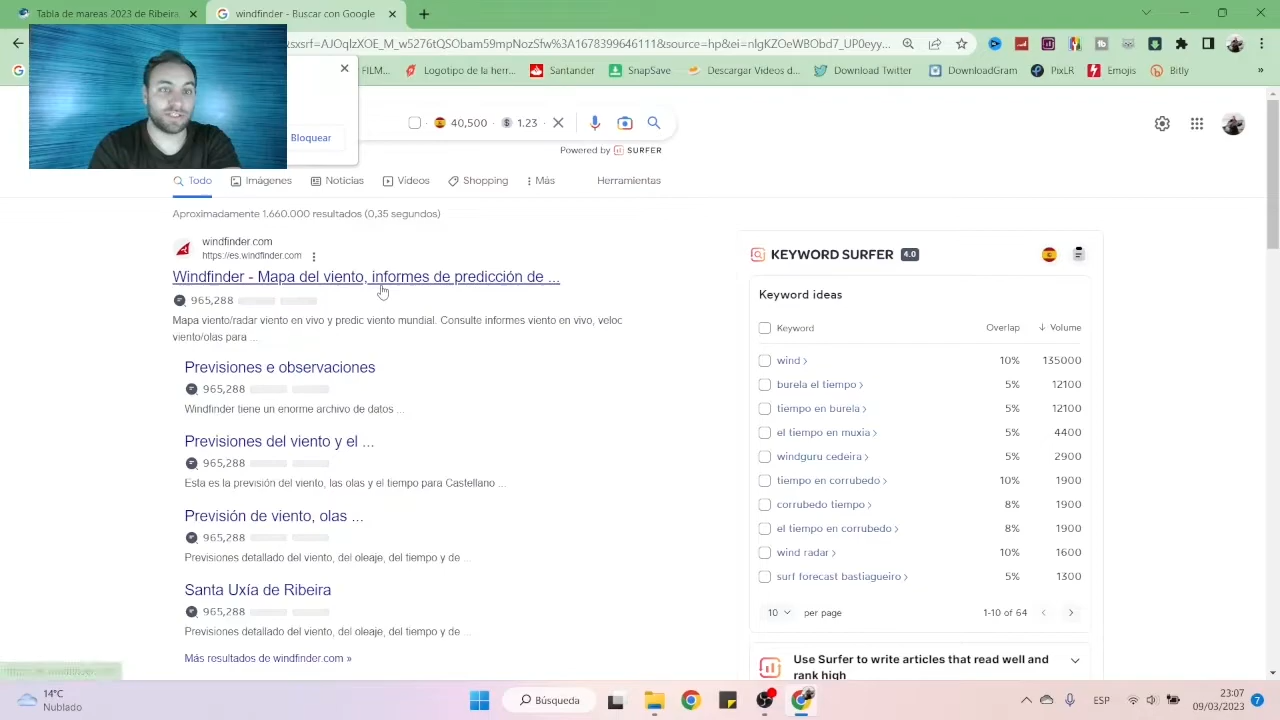 Tabla de mareas 2023 de Ribeira
Buscar con Google
&sxsrf=AJOqlzXOE_M_w5276tQSCbamC9mpNozSfw%3A1678399646111&source=hp&ei=nlgKZOeWBObd7_UP0eyy...
FILM...
Logotipo de la herr...
Santander
SnapSave
Descargar Videos d...
Download Twitter
DownloadGram
PixLR
Emojis
Bitly
40,500 · 1.23
Bloquear
Powered by SURFER
Todo
Imágenes
Noticias
Vídeos
Shopping
Más
Herramientas
Aproximadamente 1.660.000 resultados (0,35 segundos)
windfinder.com
https://es.windfinder.com
Windfinder - Mapa del viento, informes de predicción de ...
965,288
Mapa viento/radar viento en vivo y predic viento mundial. Consulte informes viento en vivo, veloc
viento/olas para ...
Previsiones e observaciones
965,288
Windfinder tiene un enorme archivo de datos ...
Previsiones del viento y el ...
965,288
Esta es la previsión del viento, las olas y el tiempo para Castellano ...
Previsión de viento, olas ...
965,288
Previsiones detallado del viento, del oleaje, del tiempo y de ...
Santa Uxía de Ribeira
965,288
Previsiones detallado del viento, del oleaje, del tiempo y de ...
Más resultados de windfinder.com »
KEYWORD SURFER 4.0
Keyword ideas
Keyword Overlap Volume
wind 10% 135000
burela el tiempo 5% 12100
tiempo en burela 5% 12100
el tiempo en muxia 5% 4400
windguru cedeira 5% 2900
tiempo en corrubedo 10% 1900
corrubedo tiempo 8% 1900
el tiempo en corrubedo 8% 1900
wind radar 10% 1600
surf forecast bastiagueiro 5% 1300
10 per page 1-10 of 64
Use Surfer to write articles that read well and
rank high
14°C
Nublado
Búsqueda
ESP
23:07
09/03/2023
7